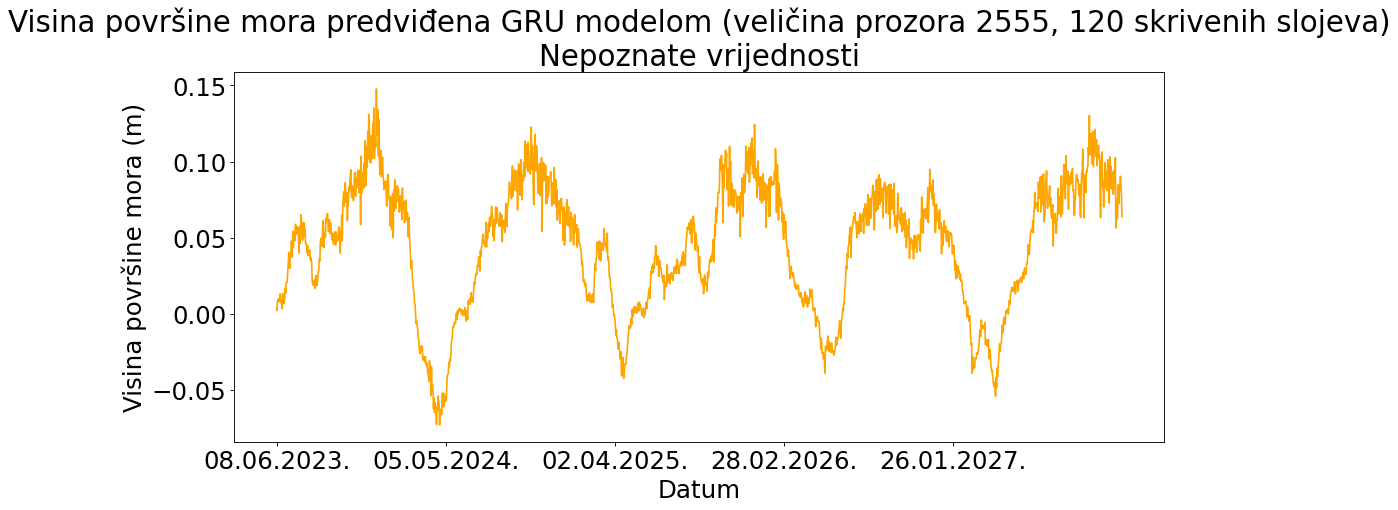 Visina površine mora predviđena GRU modelom (veličina prozora 2555, 120 skrivenih slojeva)
Nepoznate vrijednosti
Visina površine mora (m)
0.15
0.10
0.05
0.00
−0.05
08.06.2023. 05.05.2024. 02.04.2025. 28.02.2026. 26.01.2027.
Datum